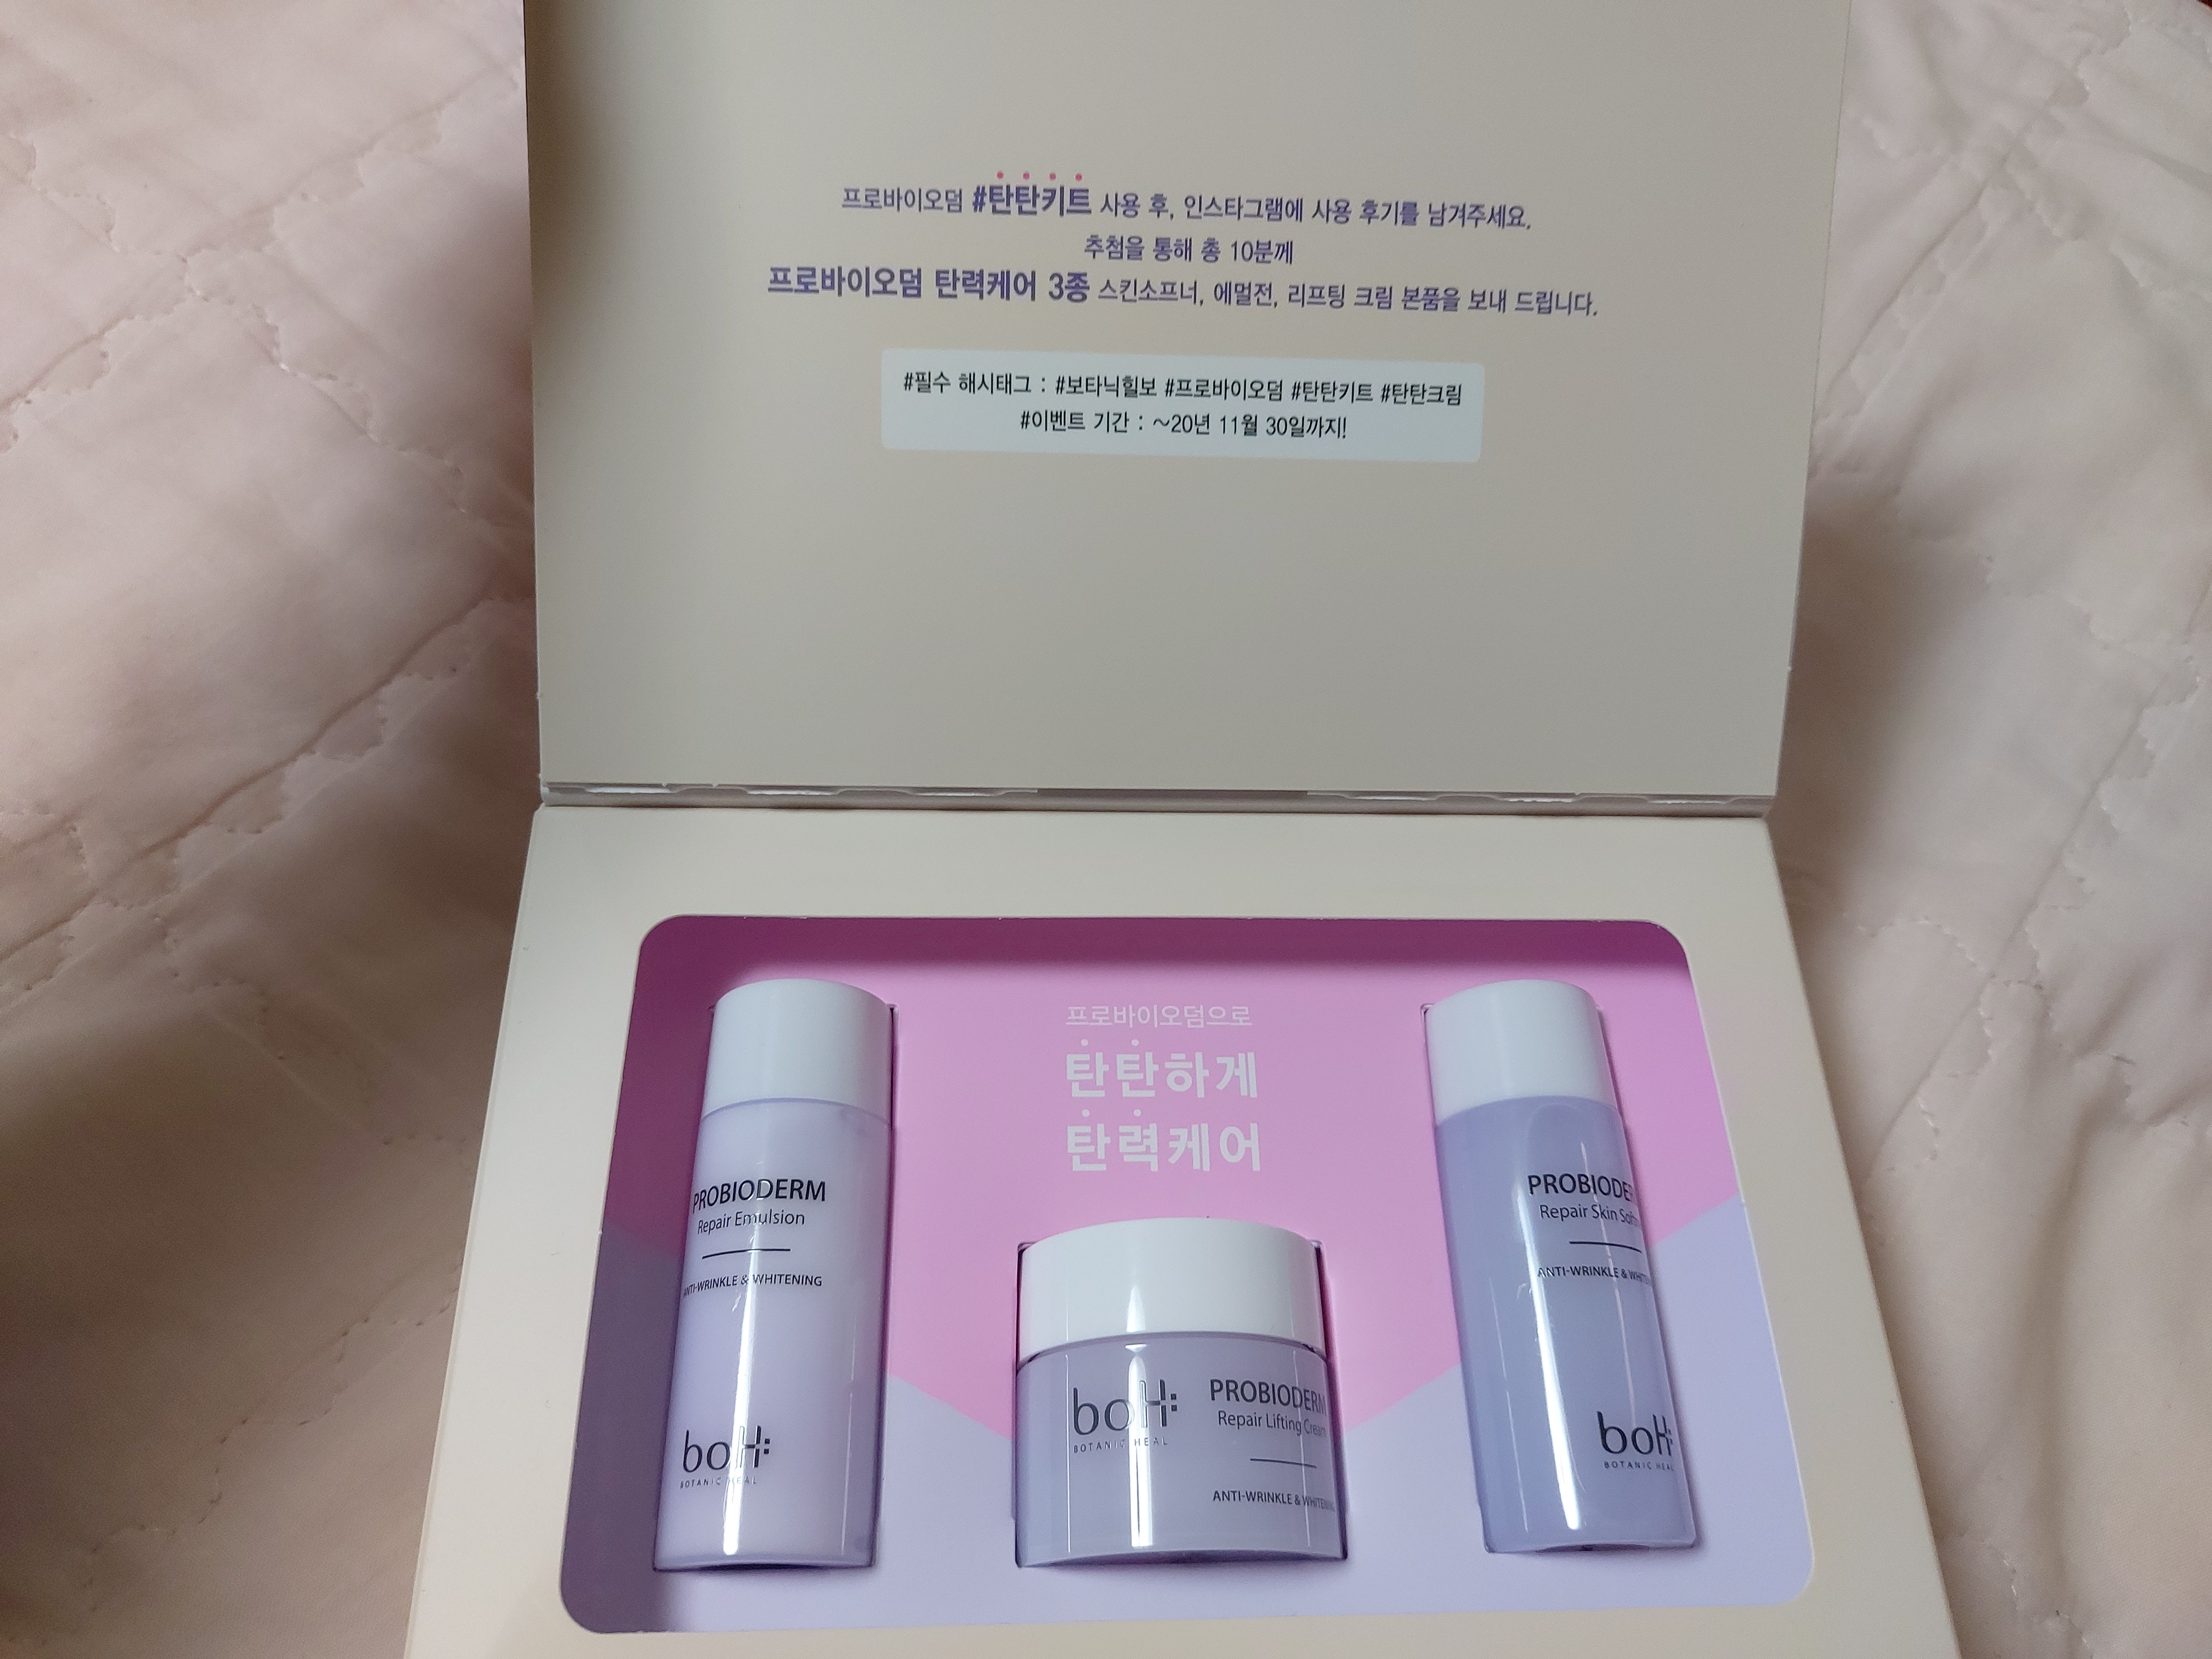 프로바이오덤 #탄탄키트 사용 후, 인스타그램에 사용 후기를 남겨주세요.
추첨을 통해 총 10분께
프로바이오덤 탄력케어 3종 스킨소프너, 에멀전, 리프팅 크림 본품을 보내 드립니다.
#필수 해시태그 : #보타닉힐보 #프로바이오덤 #탄탄키트 #탄탄크림
#이벤트 기간 : ~20년 11월 30일까지!
프로바이오덤으로
탄탄하게
탄력케어
PROBIODERM
Repair Emulsion
ANTI-WRINKLE & WHITENING
boH:
BOTANIC HEAL
boH:
BOTANIC HEAL
PROBIODERM
Repair Lifting Cream
ANTI-WRINKLE &
Repair Skin
ANTI-WRINKLE &
boH:
BOTANIC HEAL